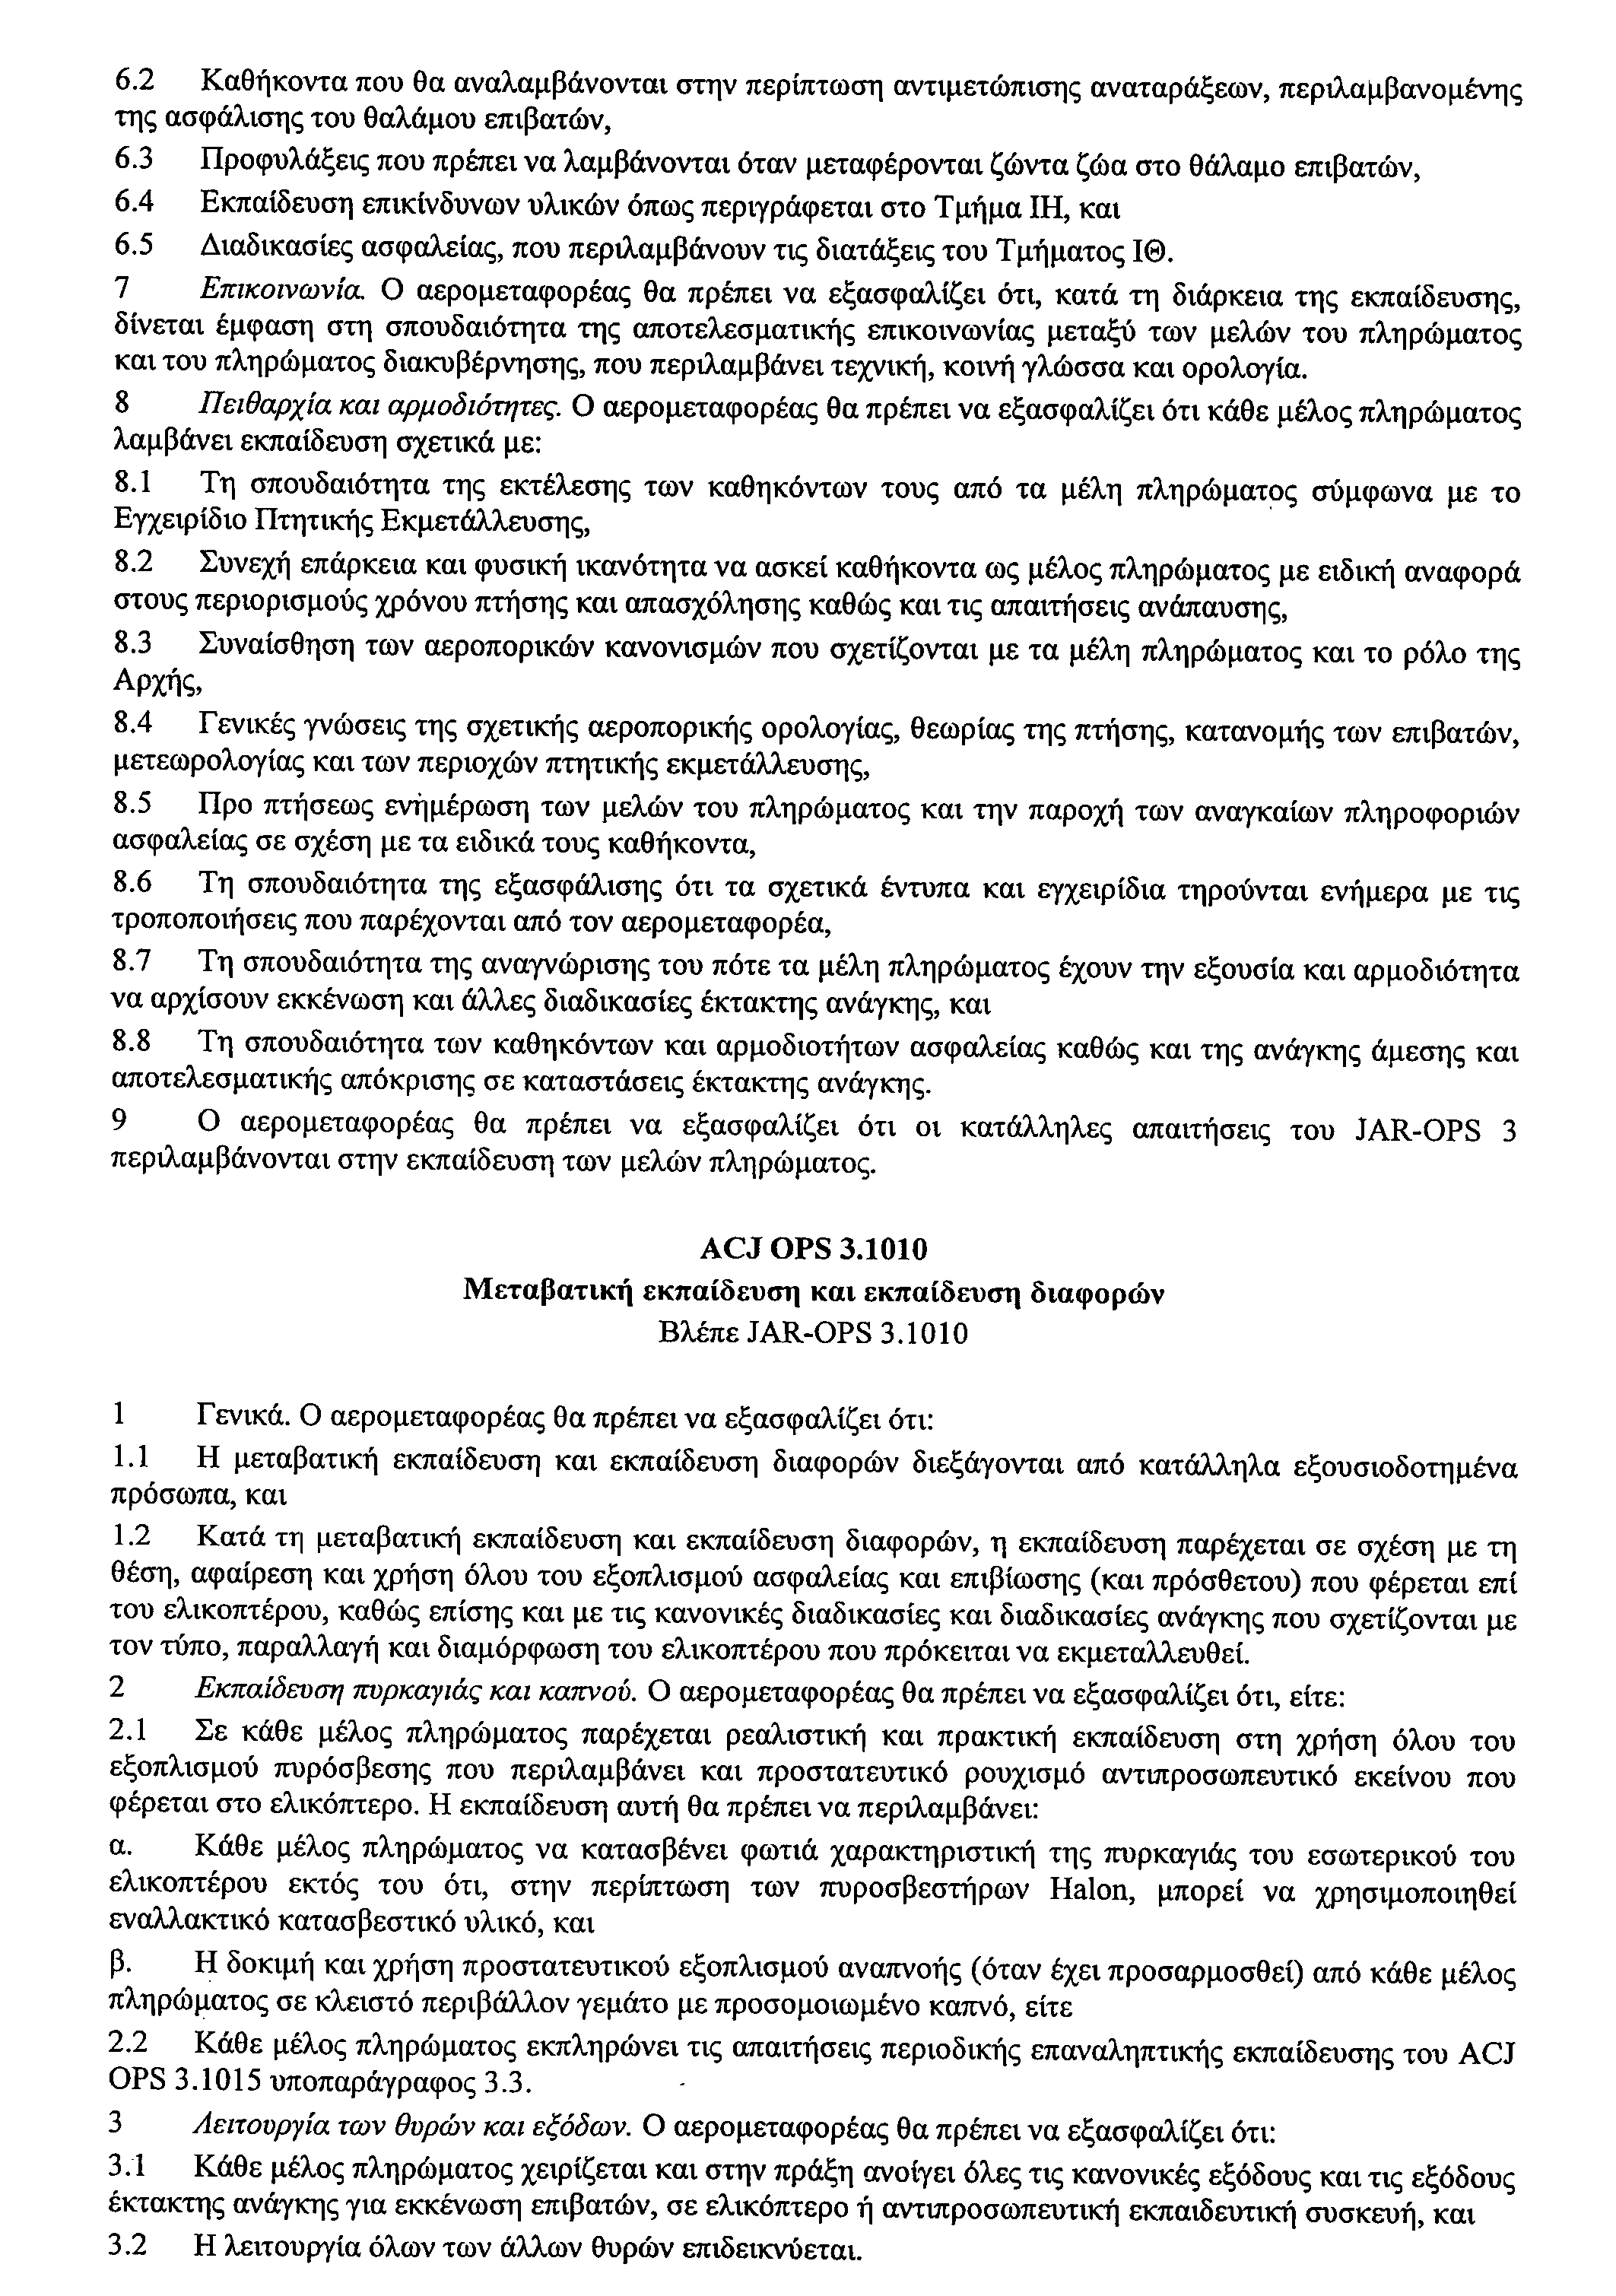 6.2 Καθήκοντα που θα αναλαμβάνονται στην περίπτωση αντιμετώπισης αναταράξεων, περιλαμβανομένης
της ασφάλισης του θαλάμου επιβατών,
6.3 Προφυλάξεις που πρέπει να λαμβάνονται όταν μεταφέρονται ζώντα ζώα στο θάλαμο επιβατών,
6.4 Εκπαίδευση επικίνδυνων υλικών όπως περιγράφεται στο Τμήμα ΙΗ, και
6.5 Διαδικασίες ασφαλείας, που περιλαμβάνουν τις διατάξεις του Τμήματος ΙΘ.
7 Επικοινωνία. Ο αερομεταφορέας θα πρέπει να εξασφαλίζει ότι, κατά τη διάρκεια της εκπαίδευσης,
δίνεται έμφαση στη σπουδαιότητα της αποτελεσματικής επικοινωνίας μεταξύ των μελών του πληρώματος
και του πληρώματος διακυβέρνησης, που περιλαμβάνει τεχνική, κοινή γλώσσα και ορολογία.
8 Πειθαρχία και αρμοδιότητες. Ο αερομεταφορέας θα πρέπει να εξασφαλίζει ότι κάθε μέλος πληρώματος
λαμβάνει εκπαίδευση σχετικά με:
8.1 Τη σπουδαιότητα της εκτέλεσης των καθηκόντων τους από τα μέλη πληρώματος σύμφωνα με το
Εγχειρίδιο Πτητικής Εκμετάλλευσης,
8.2 Συνεχή επάρκεια και φυσική ικανότητα να ασκεί καθήκοντα ως μέλος πληρώματος με ειδική αναφορά
στους περιορισμούς χρόνου πτήσης και απασχόλησης καθώς και τις απαιτήσεις ανάπαυσης,
8.3 Συναίσθηση των αεροπορικών κανονισμών που σχετίζονται με τα μέλη πληρώματος και το ρόλο της
Αρχής,
8.4 Γενικές γνώσεις της σχετικής αεροπορικής ορολογίας, θεωρίας της πτήσης, κατανομής των επιβατών,
μετεωρολογίας και των περιοχών πτητικής εκμετάλλευσης,
8.5 Προ πτήσεως ενημέρωση των μελών του πληρώματος και την παροχή των αναγκαίων πληροφοριών
ασφαλείας σε σχέση με τα ειδικά τους καθήκοντα,
8.6 Τη σπουδαιότητα της εξασφάλισης ότι τα σχετικά έντυπα και εγχειρίδια τηρούνται ενήμερα με τις
τροποποιήσεις που παρέχονται από τον αερομεταφορέα,
8.7 Τη σπουδαιότητα της αναγνώρισης του πότε τα μέλη πληρώματος έχουν την εξουσία και αρμοδιότητα
να αρχίσουν εκκένωση και άλλες διαδικασίες έκτακτης ανάγκης, και
8.8 Τη σπουδαιότητα των καθηκόντων και αρμοδιοτήτων ασφαλείας καθώς και της ανάγκης άμεσης και
αποτελεσματικής απόκρισης σε καταστάσεις έκτακτης ανάγκης.
9 Ο αερομεταφορέας θα πρέπει να εξασφαλίζει ότι οι κατάλληλες απαιτήσεις του JAR-OPS 3
περιλαμβάνονται στην εκπαίδευση των μελών πληρώματος.
ACJ OPS 3.1010
Μεταβατική εκπαίδευση και εκπαίδευση διαφορών
Βλέπε JAR-OPS 3.1010
1 Γενικά. Ο αερομεταφορέας θα πρέπει να εξασφαλίζει ότι:
1.1 Η μεταβατική εκπαίδευση και εκπαίδευση διαφορών διεξάγονται από κατάλληλα εξουσιοδοτημένα
πρόσωπα, και
1.2 Κατά τη μεταβατική εκπαίδευση και εκπαίδευση διαφορών, η εκπαίδευση παρέχεται σε σχέση με τη
θέση, αφαίρεση και χρήση όλου του εξοπλισμού ασφαλείας και επιβίωσης (και πρόσθετου) που φέρεται επί
του ελικοπτέρου, καθώς επίσης και με τις κανονικές διαδικασίες και διαδικασίες ανάγκης που σχετίζονται με
τον τύπο, παραλλαγή και διαμόρφωση του ελικοπτέρου που πρόκειται να εκμεταλλευθεί.
2 Εκπαίδευση πυρκαγιάς και καπνού. Ο αερομεταφορέας θα πρέπει να εξασφαλίζει ότι, είτε:
2.1 Σε κάθε μέλος πληρώματος παρέχεται ρεαλιστική και πρακτική εκπαίδευση στη χρήση όλου του
εξοπλισμού πυρόσβεσης που περιλαμβάνει και προστατευτικό ρουχισμό αντιπροσωπευτικό εκείνου που
φέρεται στο ελικόπτερο. Η εκπαίδευση αυτή θα πρέπει να περιλαμβάνει:
α. Κάθε μέλος πληρώματος να κατασβένει φωτιά χαρακτηριστική της πυρκαγιάς του εσωτερικού του
ελικοπτέρου εκτός του ότι, στην περίπτωση των πυροσβεστήρων Halon, μπορεί να χρησιμοποιηθεί
εναλλακτικό κατασβεστικό υλικό, και
β. Η δοκιμή και χρήση προστατευτικού εξοπλισμού αναπνοής (όταν έχει προσαρμοσθεί) από κάθε μέλος
πληρώματος σε κλειστό περιβάλλον γεμάτο με προσομοιωμένο καπνό, είτε
2.2 Κάθε μέλος πληρώματος εκπληρώνει τις απαιτήσεις περιοδικής επαναληπτικής εκπαίδευσης του ACJ
OPS 3.1015 υποπαράγραφος 3.3.
3 Λειτουργία των θυρών και εξόδων. Ο αερομεταφορέας θα πρέπει να εξασφαλίζει ότι:
3.1 Κάθε μέλος πληρώματος χειρίζεται και στην πράξη ανοίγει όλες τις κανονικές εξόδους και τις εξόδους
έκτακτης ανάγκης για εκκένωση επιβατών, σε ελικόπτερο ή αντιπροσωπευτική εκπαιδευτική συσκευή, και
3.2 Η λειτουργία όλων των άλλων θυρών επιδεικνύεται.